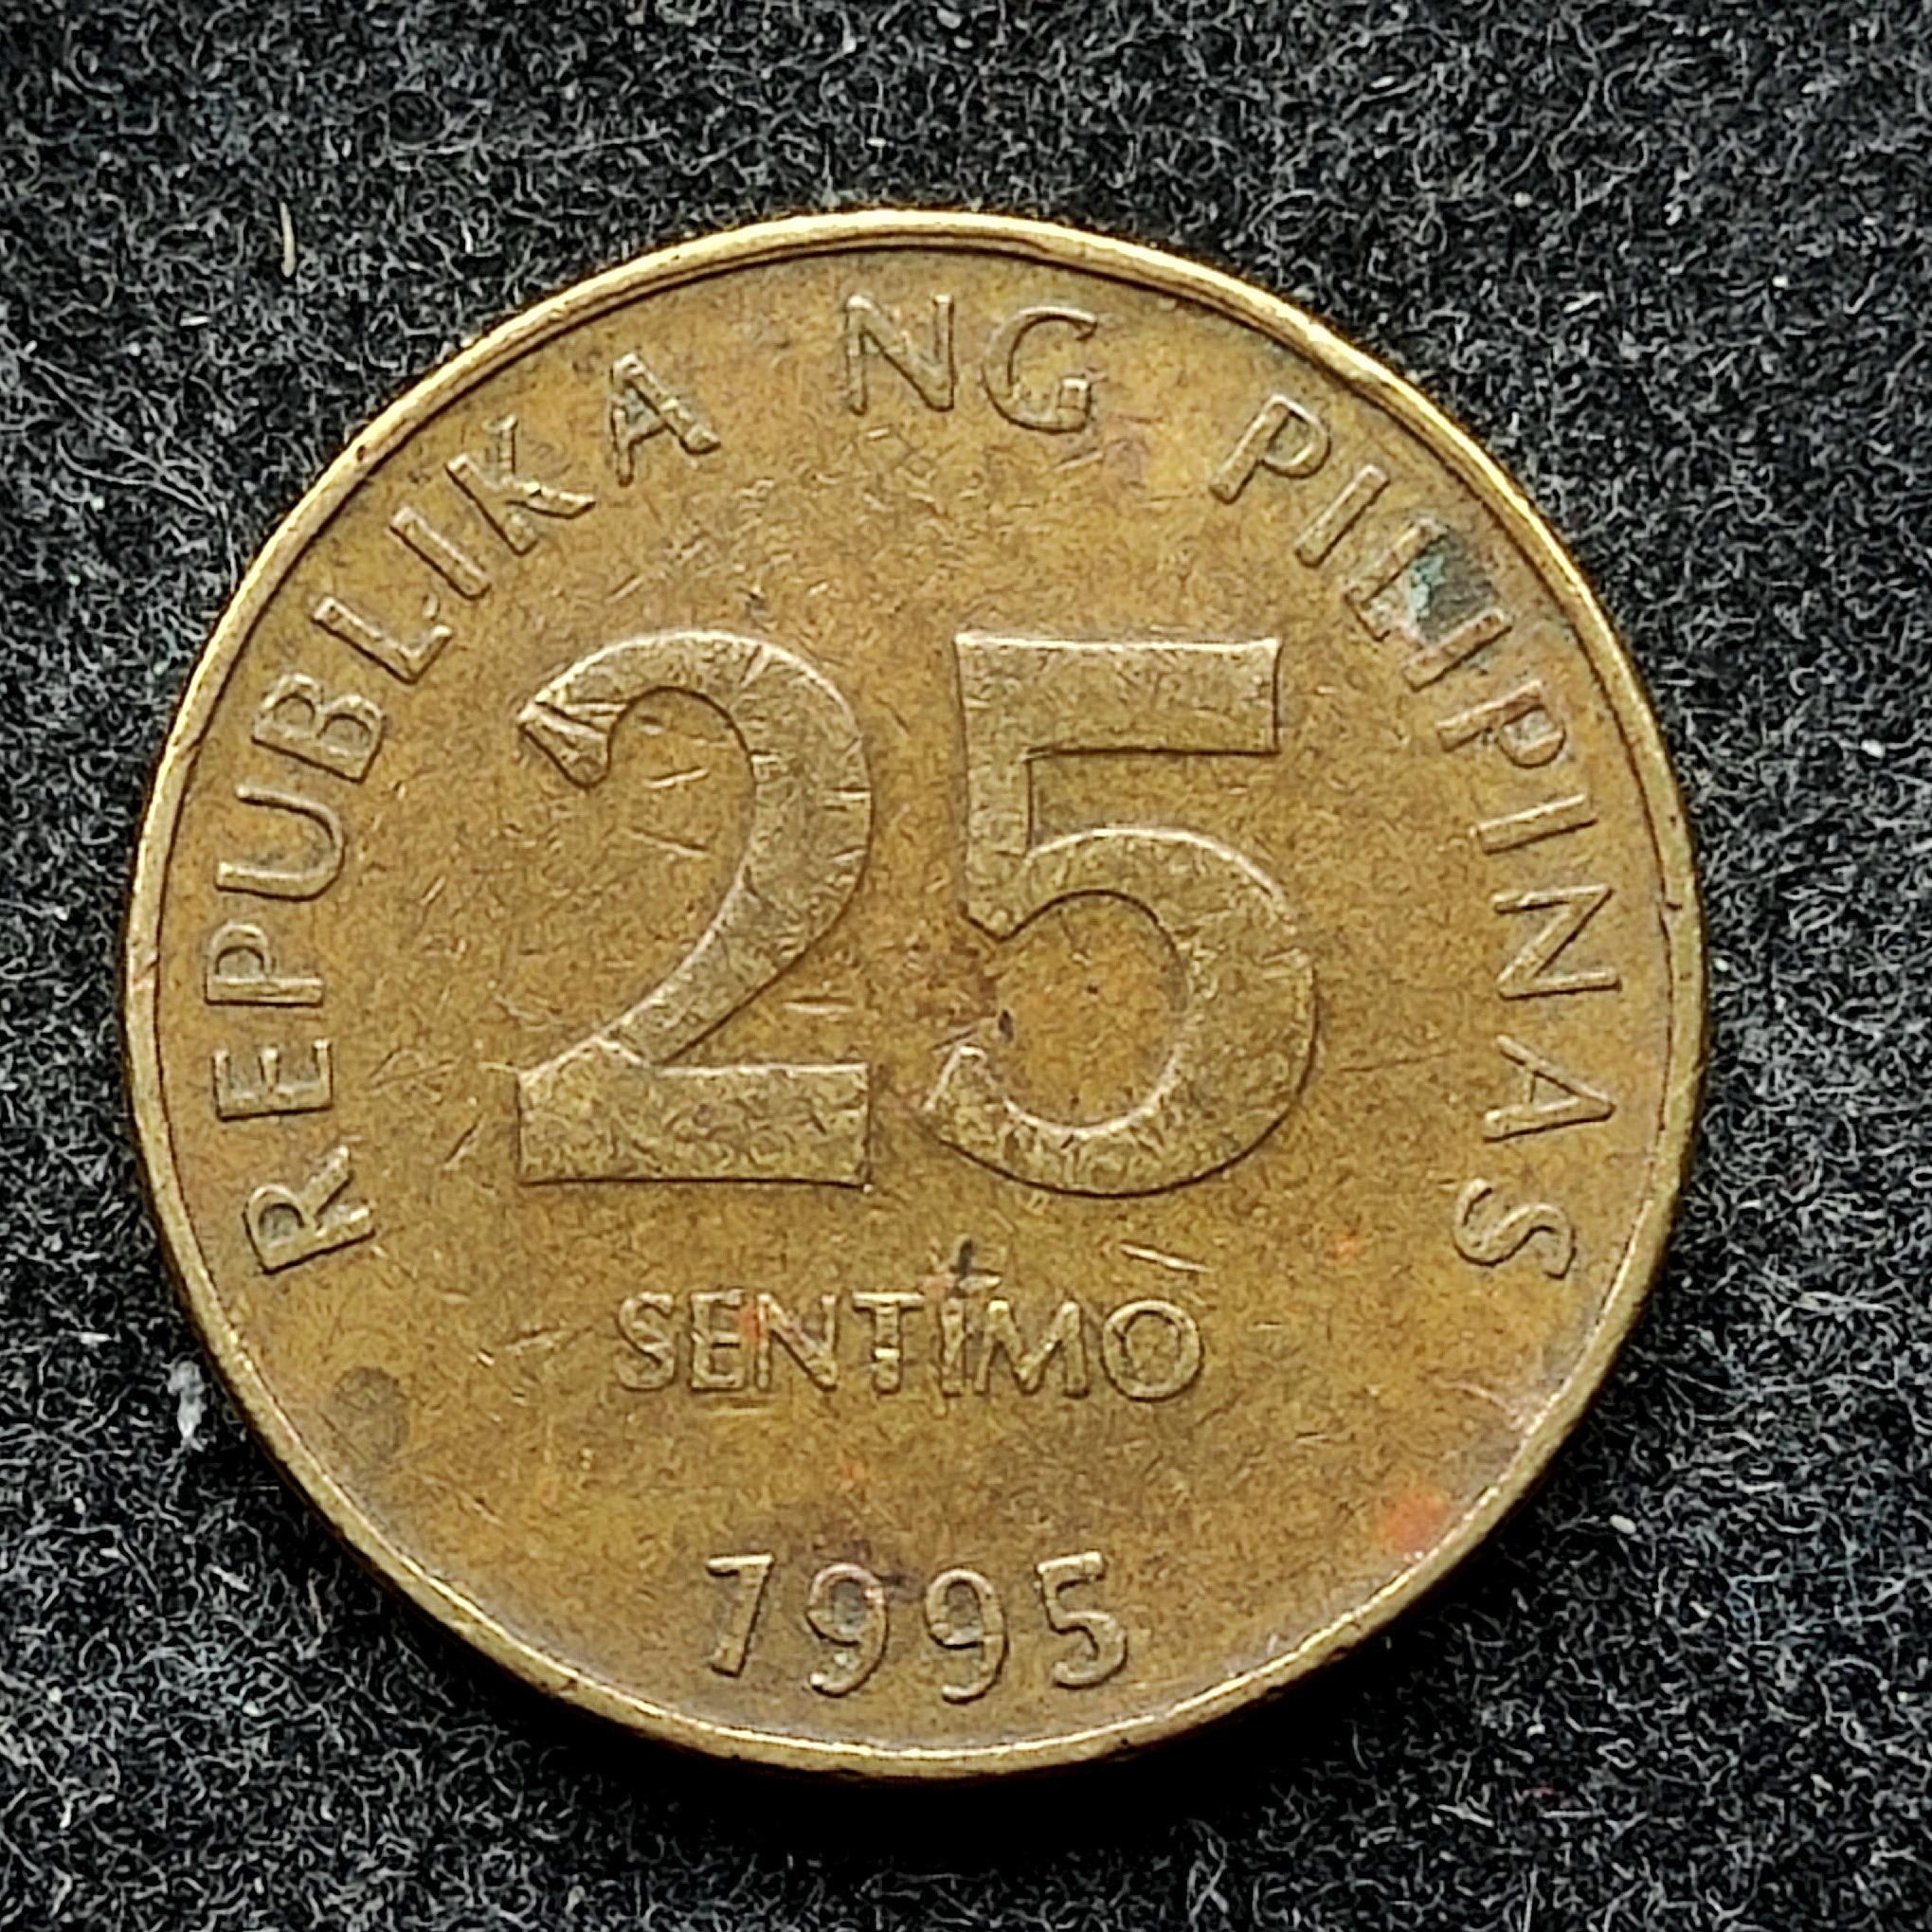 REPUBLIKA NG PILIPINAS
25
SENTIMO
1995